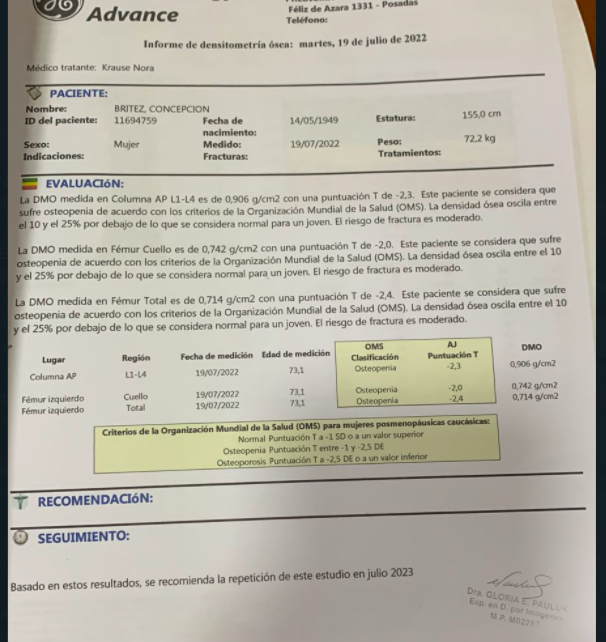 Advance
Féliz de Azara 1331 - Posadas
Teléfono:
Informe de densitometría ósea: martes, 19 de julio de 2022
Médico tratante: Krause Nora
PACIENTE:
Nombre: BRITEZ, CONCEPCION
ID del paciente: 11694759 Fecha de nacimiento: 14/05/1949 Estatura: 155,0 cm
Sexo: Mujer Medido: 19/07/2022 Peso: 72,2 kg
Indicaciones: Fracturas: Tratamientos:
EVALUACIóN:
La DMO medida en Columna AP L1-L4 es de 0,906 g/cm2 con una puntuación T de -2,3. Este paciente se considera que
sufre osteopenia de acuerdo con los criterios de la Organización Mundial de la Salud (OMS). La densidad ósea oscila entre
el 10 y el 25% por debajo de lo que se considera normal para un joven. El riesgo de fractura es moderado.
La DMO medida en Fémur Cuello es de 0,742 g/cm2 con una puntuación T de -2,0. Este paciente se considera que sufre
osteopenia de acuerdo con los criterios de la Organización Mundial de la Salud (OMS). La densidad ósea oscila entre el 10
y el 25% por debajo de lo que se considera normal para un joven. El riesgo de fractura es moderado.
La DMO medida en Fémur Total es de 0,714 g/cm2 con una puntuación T de -2,4. Este paciente se considera que sufre
osteopenia de acuerdo con los criterios de la Organización Mundial de la Salud (OMS). La densidad ósea oscila entre el 10
y el 25% por debajo de lo que se considera normal para un joven. El riesgo de fractura es moderado.
Lugar Región Fecha de medición Edad de medición OMS Clasificación AJ Puntuación T DMO
Columna AP L1-L4 19/07/2022 73,1 Osteopenia -2,3 0,906 g/cm2
Fémur izquierdo Cuello 19/07/2022 73,1 Osteopenia -2,0 0,742 g/cm2
Fémur izquierdo Total 19/07/2022 73,1 Osteopenia -2,4 0,714 g/cm2
Criterios de la Organización Mundial de la Salud (OMS) para mujeres posmenopáusicas caucásicas:
Normal Puntuación T a -1 SD o a un valor superior
Osteopenia Puntuación T entre -1 y -2,5 DE
Osteoporosis Puntuación T a -2,5 DE o a un valor inferior
RECOMENDACIóN:
SEGUIMIENTO:
Basado en estos resultados, se recomienda la repetición de este estudio en julio 2023
Dra. GLORIA E.
Esp. en D. por Imágenes
M.P.